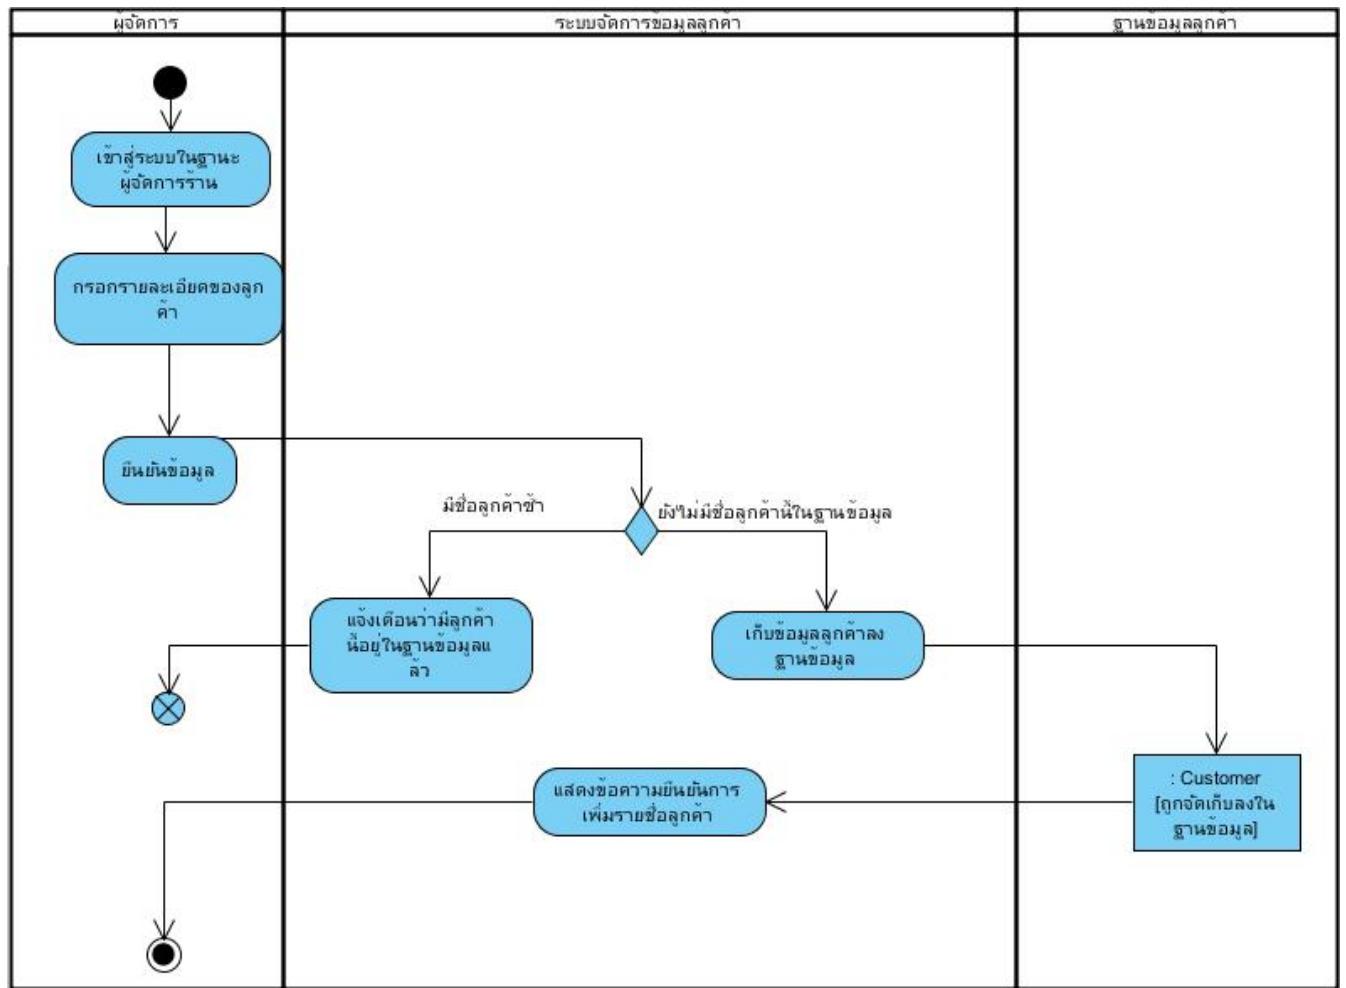 ผู้จัดการ
ระบบจัดการข้อมูลลูกค้า
ฐานข้อมูลลูกค้า
เข้าสู่ระบบในฐานะ
ผู้จัดการร้าน
กรอกรายละเอียดของลูก
ค้า
ยืนยันข้อมูล
มีชื่อลูกค้าซ้ำ
ยังไม่มีชื่อลูกค้านี้ในฐานข้อมูล
แจ้งเตือนว่ามีลูกค้า
นี้อยู่ในฐานข้อมูลแ
ล้ว
เก็บข้อมูลลูกค้าลง
ฐานข้อมูล
: Customer
[ถูกจัดเก็บลงใน
ฐานข้อมูล]
แสดงข้อความยืนยันการ
เพิ่มรายชื่อลูกค้า